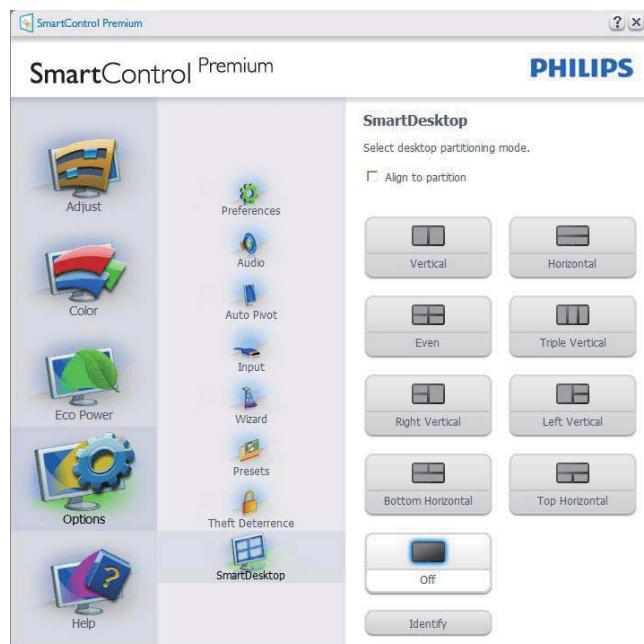 SmartControl Premium
SmartControl Premium
PHILIPS
Adjust
Color
Eco Power
Options
Help
Preferences
Audio
Auto Pivot
Input
Wizard
Presets
Theft Deterrence
SmartDesktop
SmartDesktop
Select desktop partitioning mode.
Align to partition
Vertical
Horizontal
Even
Triple Vertical
Right Vertical
Left Vertical
Bottom Horizontal
Top Horizontal
Off
Identify